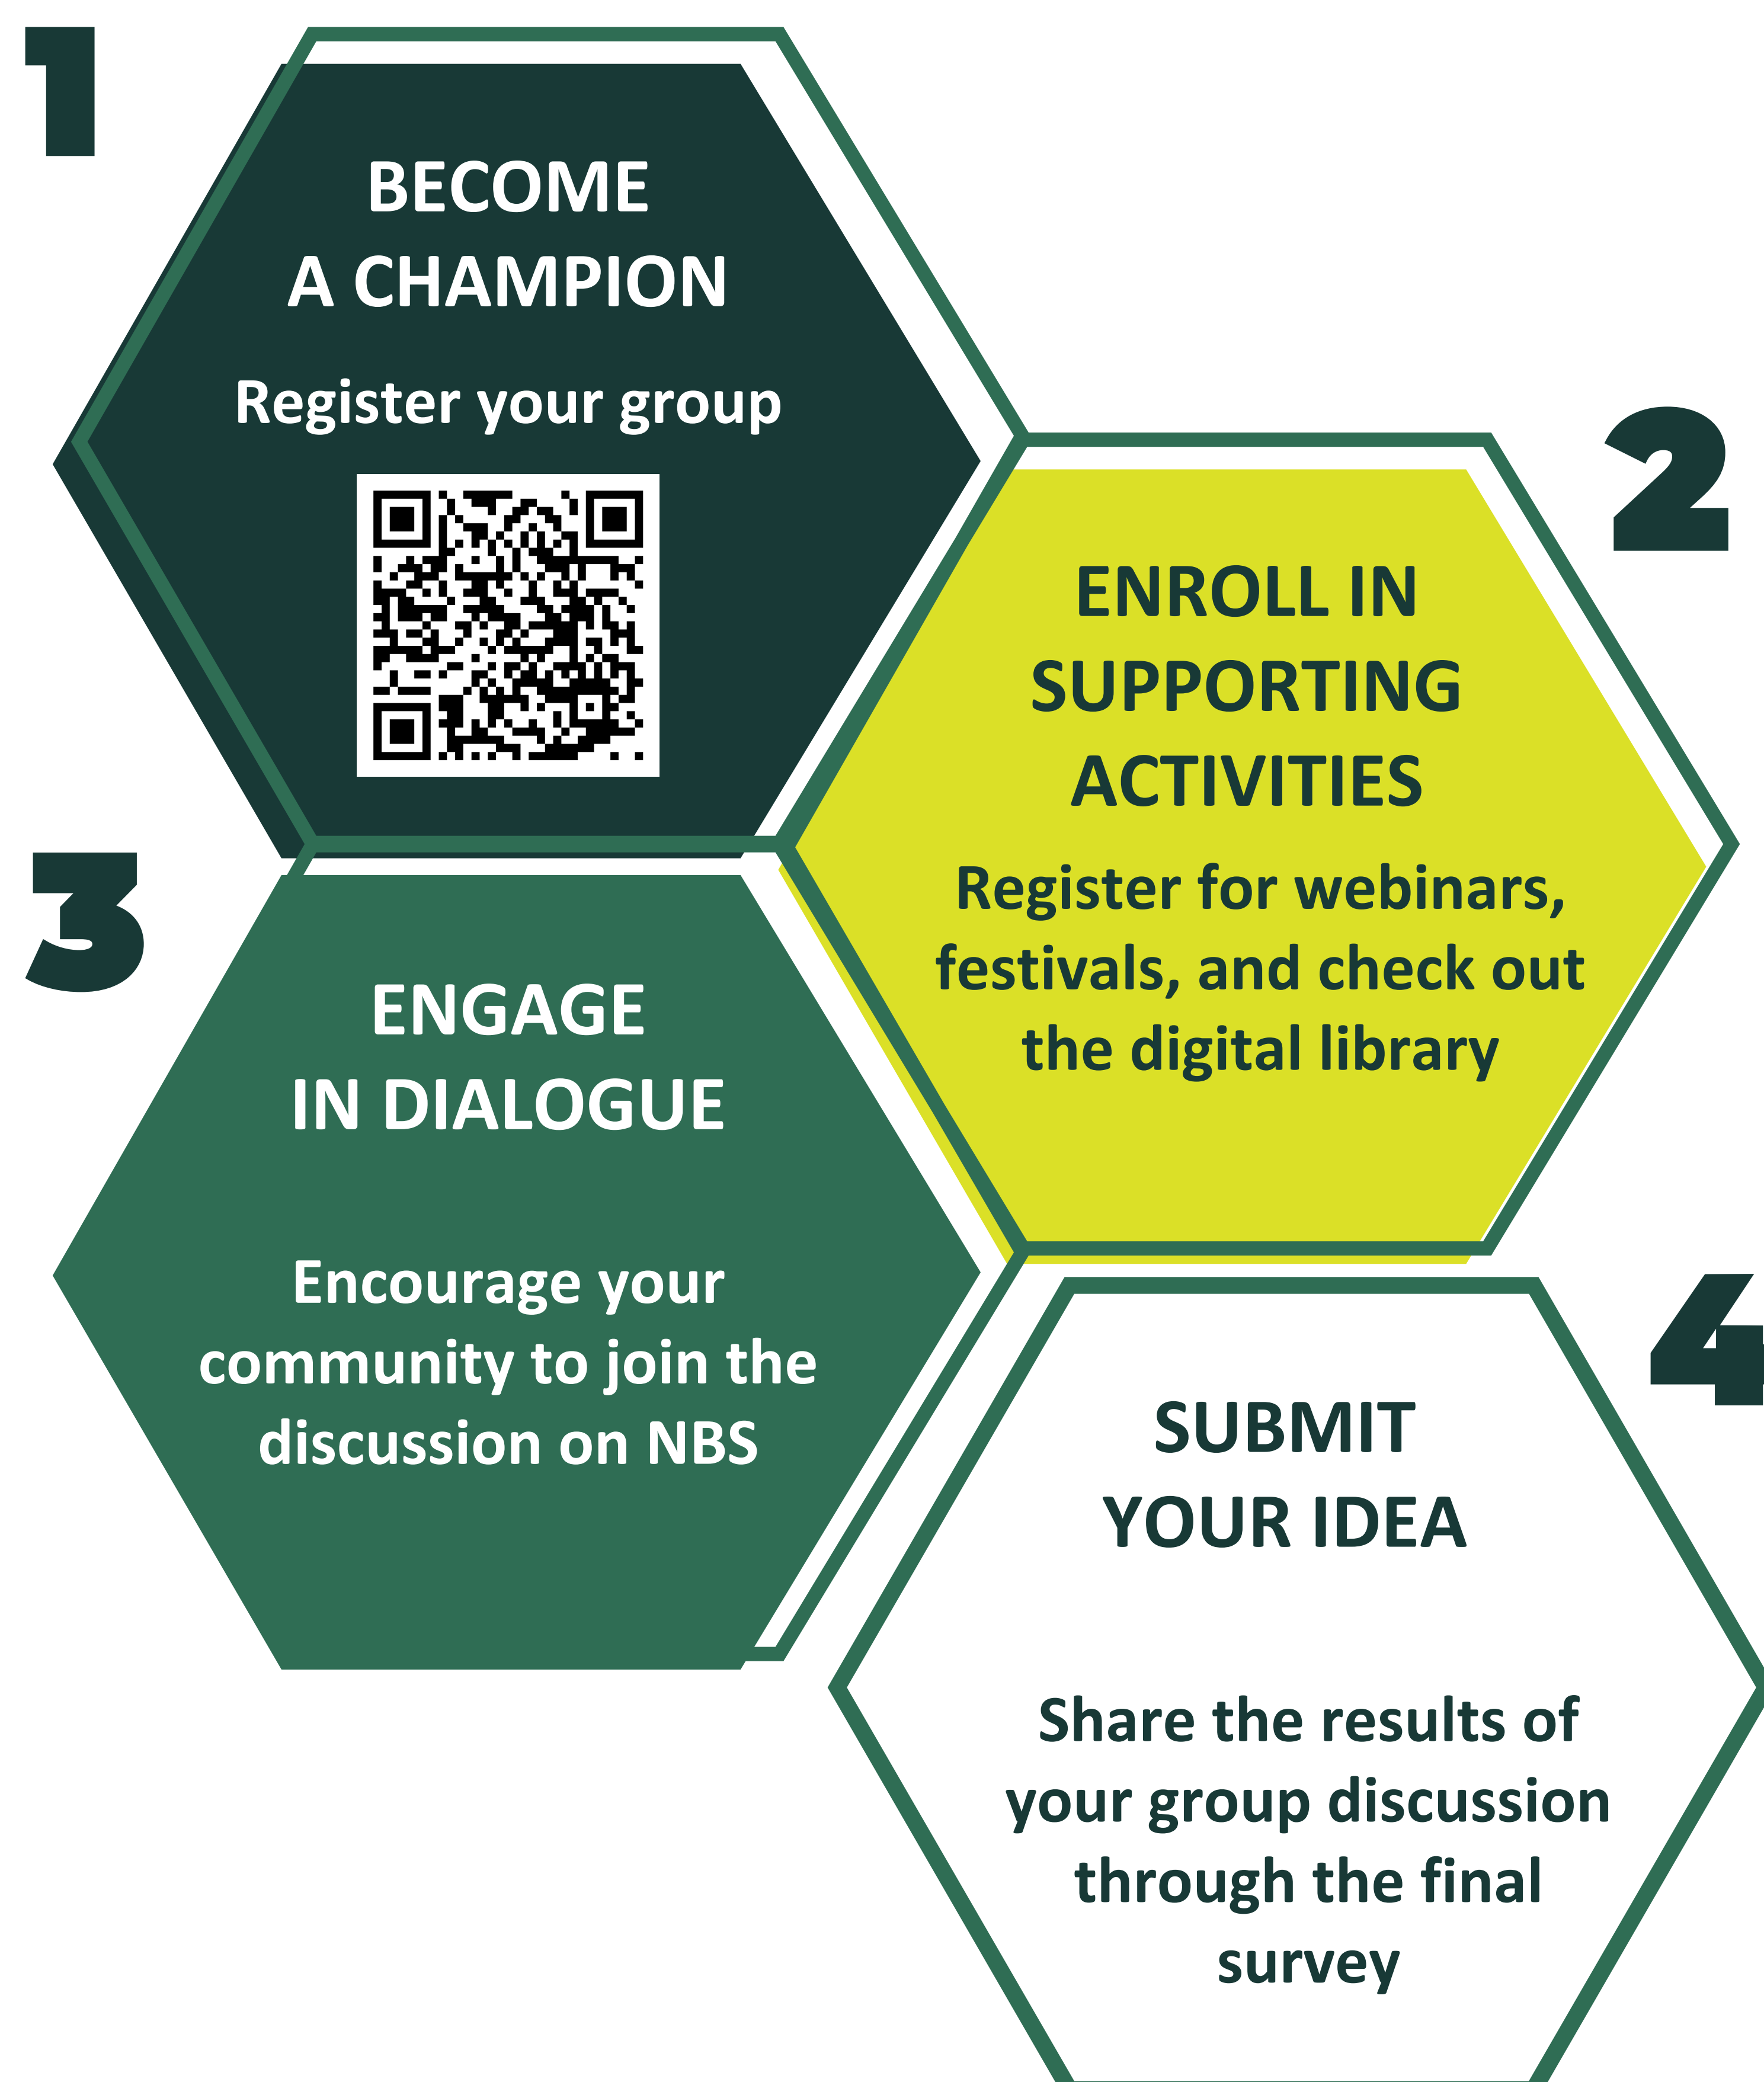 1
BECOME
A CHAMPION
Register your group
2
ENROLL IN
SUPPORTING
ACTIVITIES
Register for webinars,
festivals, and check out
the digital library
3
ENGAGE
IN DIALOGUE
Encourage your
community to join the
discussion on NBS
4
SUBMIT
YOUR IDEA
Share the results of
your group discussion
through the final
survey